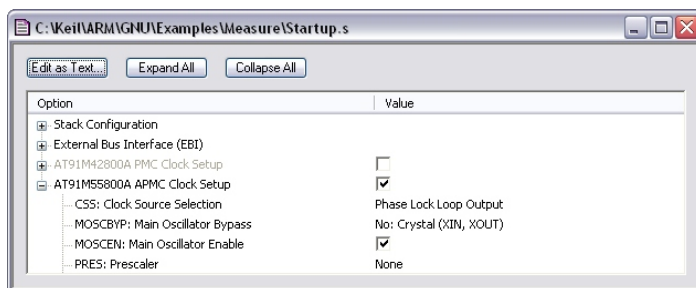 C:\Keil\ARM\GNU\Examples\Measure\Startup.s
Edit as Text... Expand All Collapse All
Option Value
Stack Configuration
External Bus Interface (EBI)
AT91M42800A PMC Clock Setup
AT91M55800A APMC Clock Setup
CSS: Clock Source Selection Phase Lock Loop Output
MOSCBYP: Main Oscillator Bypass No: Crystal (XIN, XOUT)
MOSCEN: Main Oscillator Enable
PRES: Prescaler None